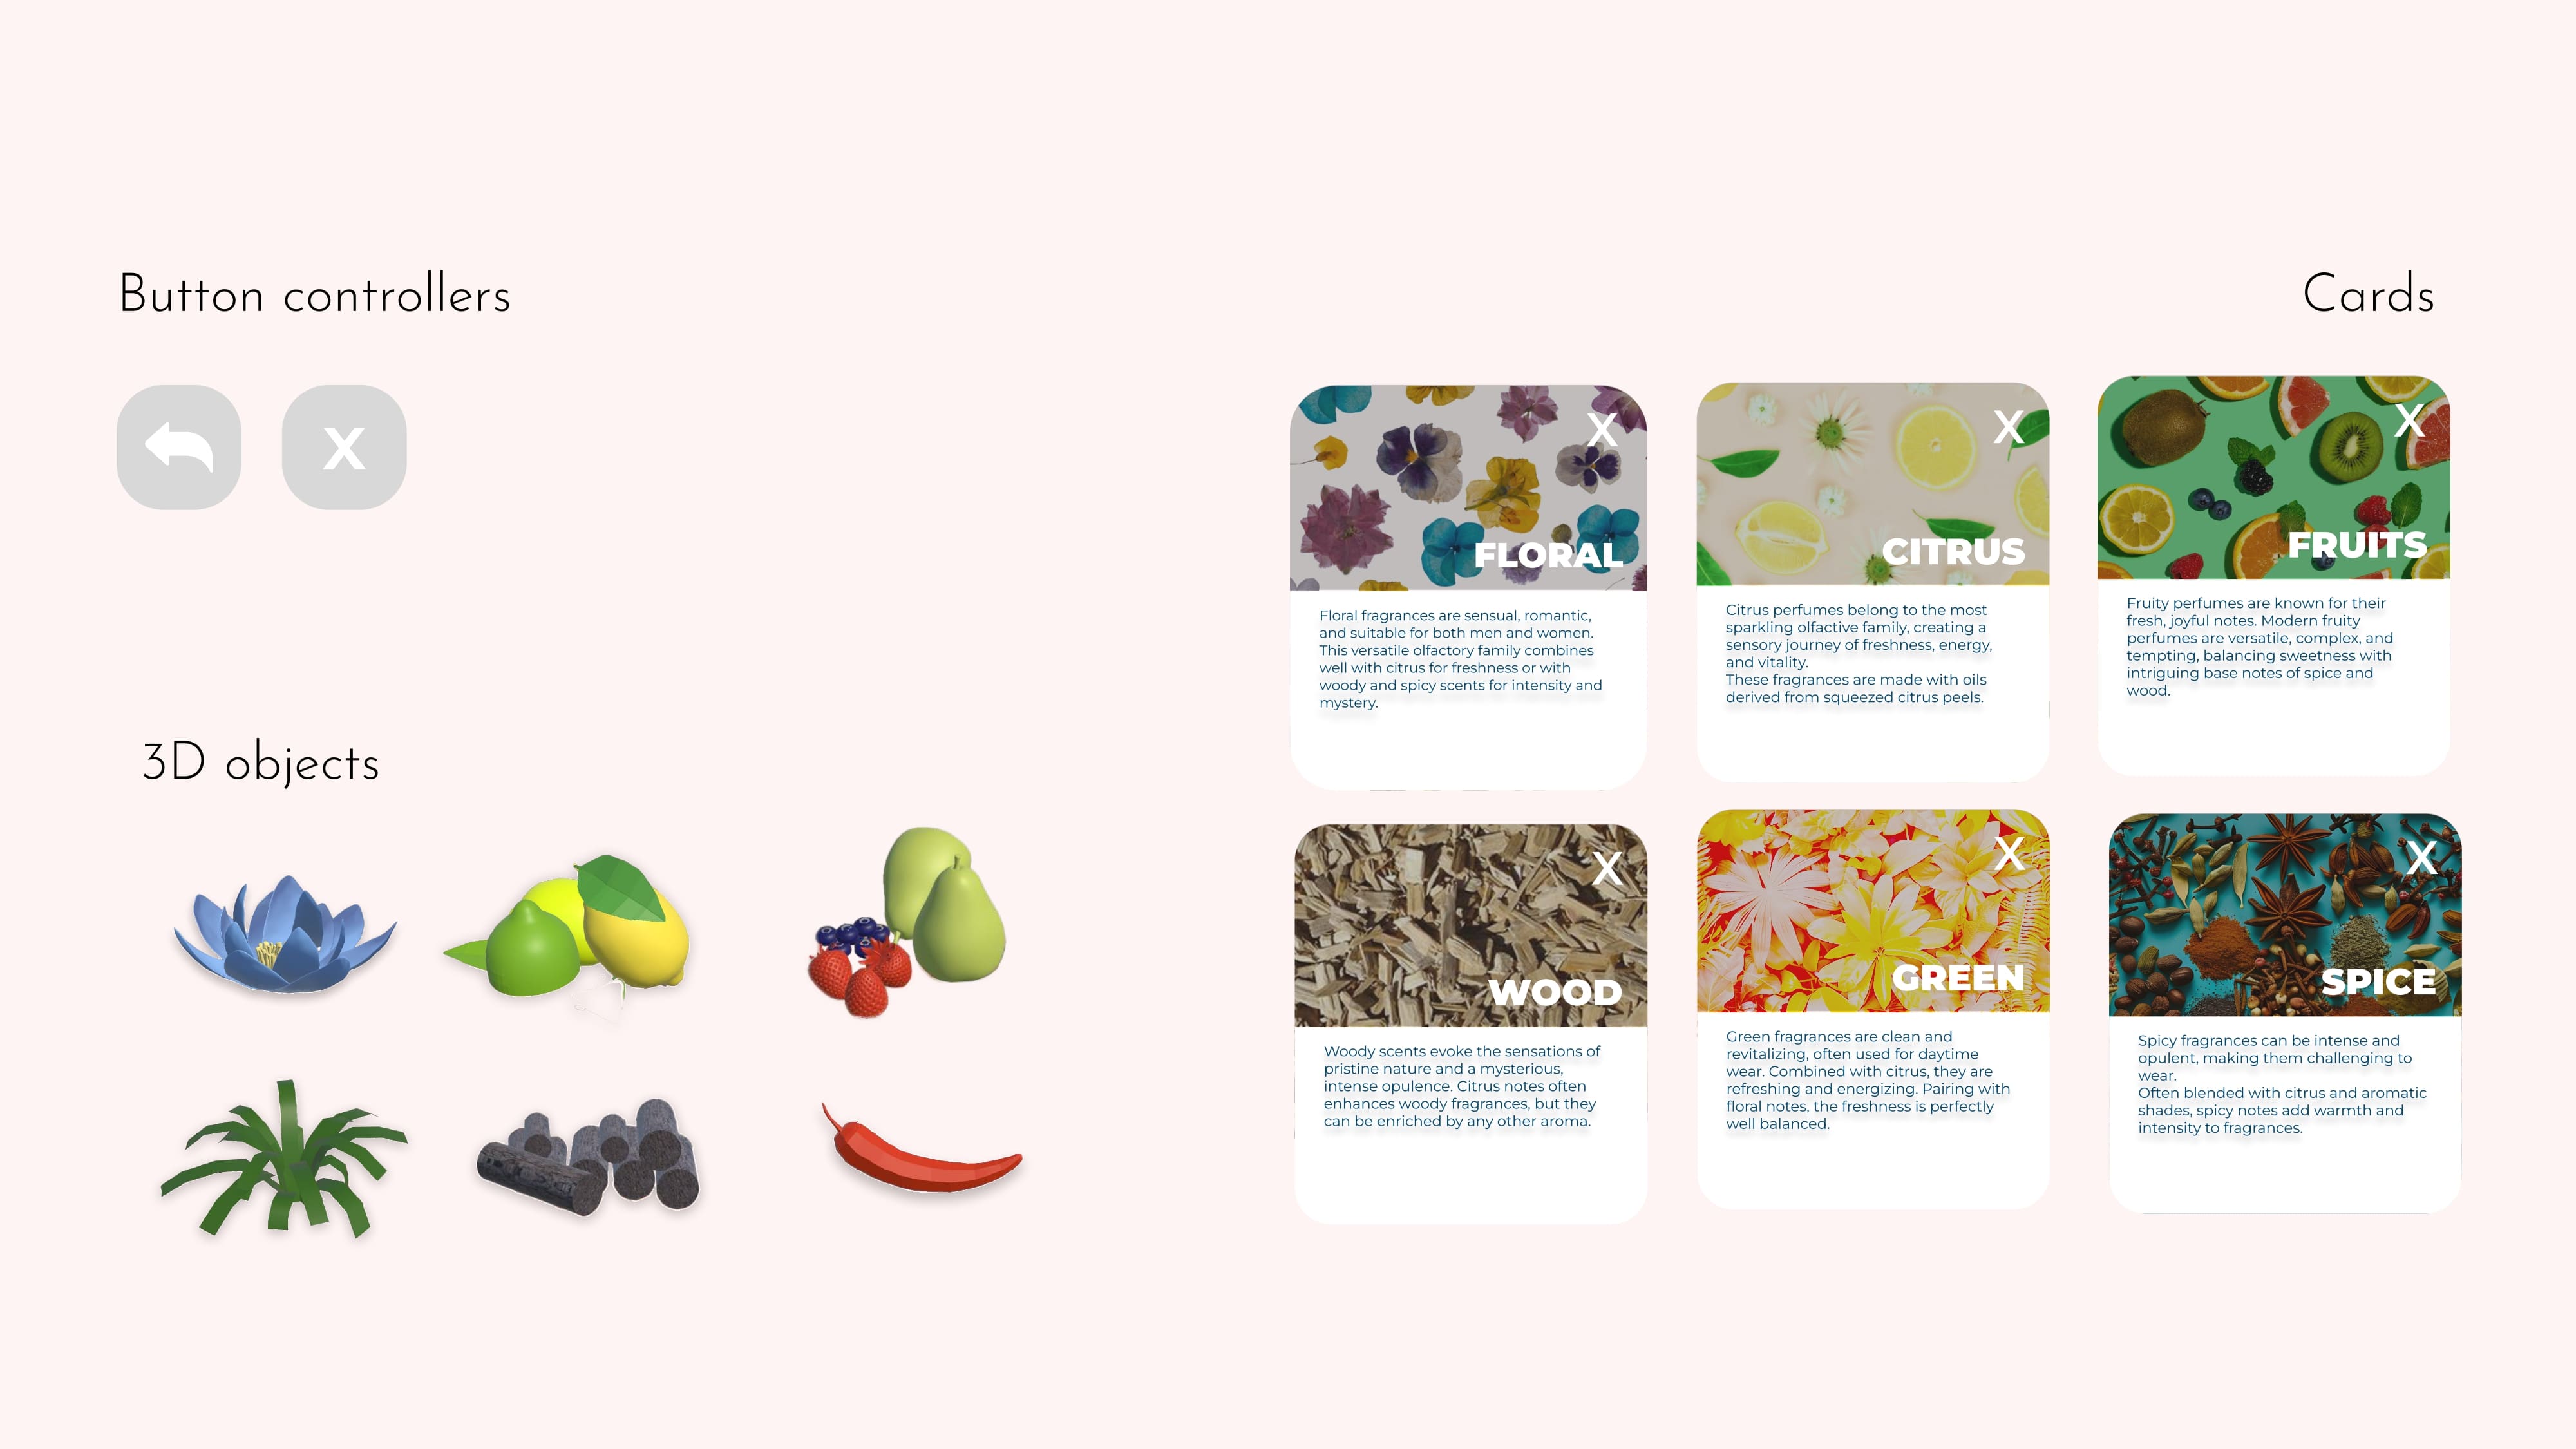 Button controllers
X
3D objects
Cards
X
FLORAL
Floral fragrances are sensual, romantic,
and suitable for both men and women.
This versatile olfactory family combines
well with citrus for freshness or with
woody and spicy scents for intensity and
mystery.
X
CITRUS
Citrus perfumes belong to the most
sparkling olfactive family, creating a
sensory journey of freshness, energy,
and vitality.
These fragrances are made with oils
derived from squeezed citrus peels.
X
FRUITS
Fruity perfumes are known for their
fresh, joyful notes. Modern fruity
perfumes are versatile, complex, and
tempting, balancing sweetness with
intriguing base notes of spice and
wood.
X
WOOD
Woody scents evoke the sensations of
pristine nature and a mysterious,
intense opulence. Citrus notes often
enhances woody fragrances, but they
can be enriched by any other aroma.
X
GREEN
Green fragrances are clean and
revitalizing, often used for daytime
wear. Combined with citrus, they are
refreshing and energizing. Pairing with
floral notes, the freshness is perfectly
well balanced.
X
SPICE
Spicy fragrances can be intense and
opulent, making them challenging to
wear.
Often blended with citrus and aromatic
shades, spicy notes add warmth and
intensity to fragrances.